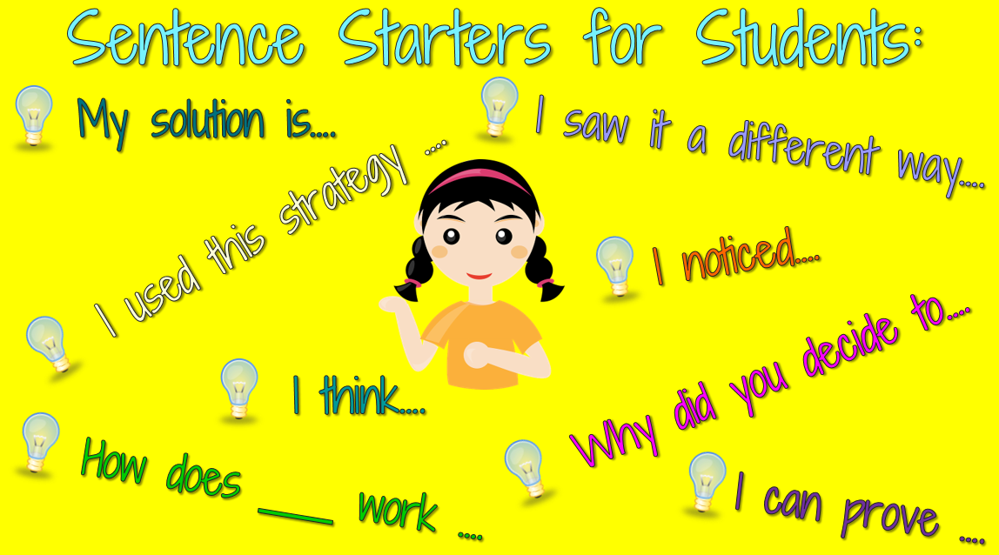 Sentence Starters for Students:
My solution is....
I saw it a different way....
I used this strategy ....
I noticed....
I think....
Why did you decide to....
How does ____ work ....
I can prove ....